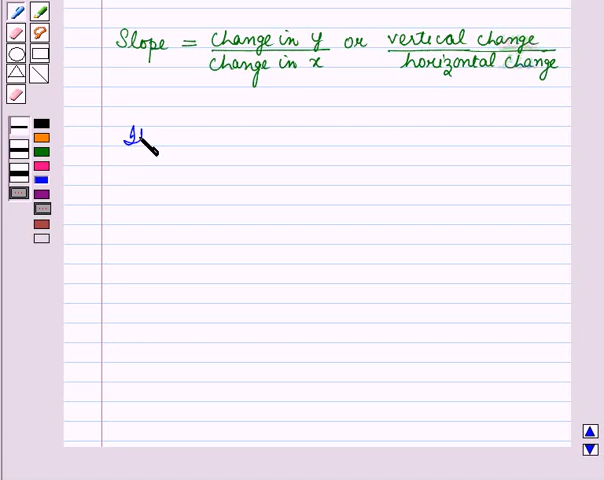 Slope = change in y / change in x or vertical change / horizontal change